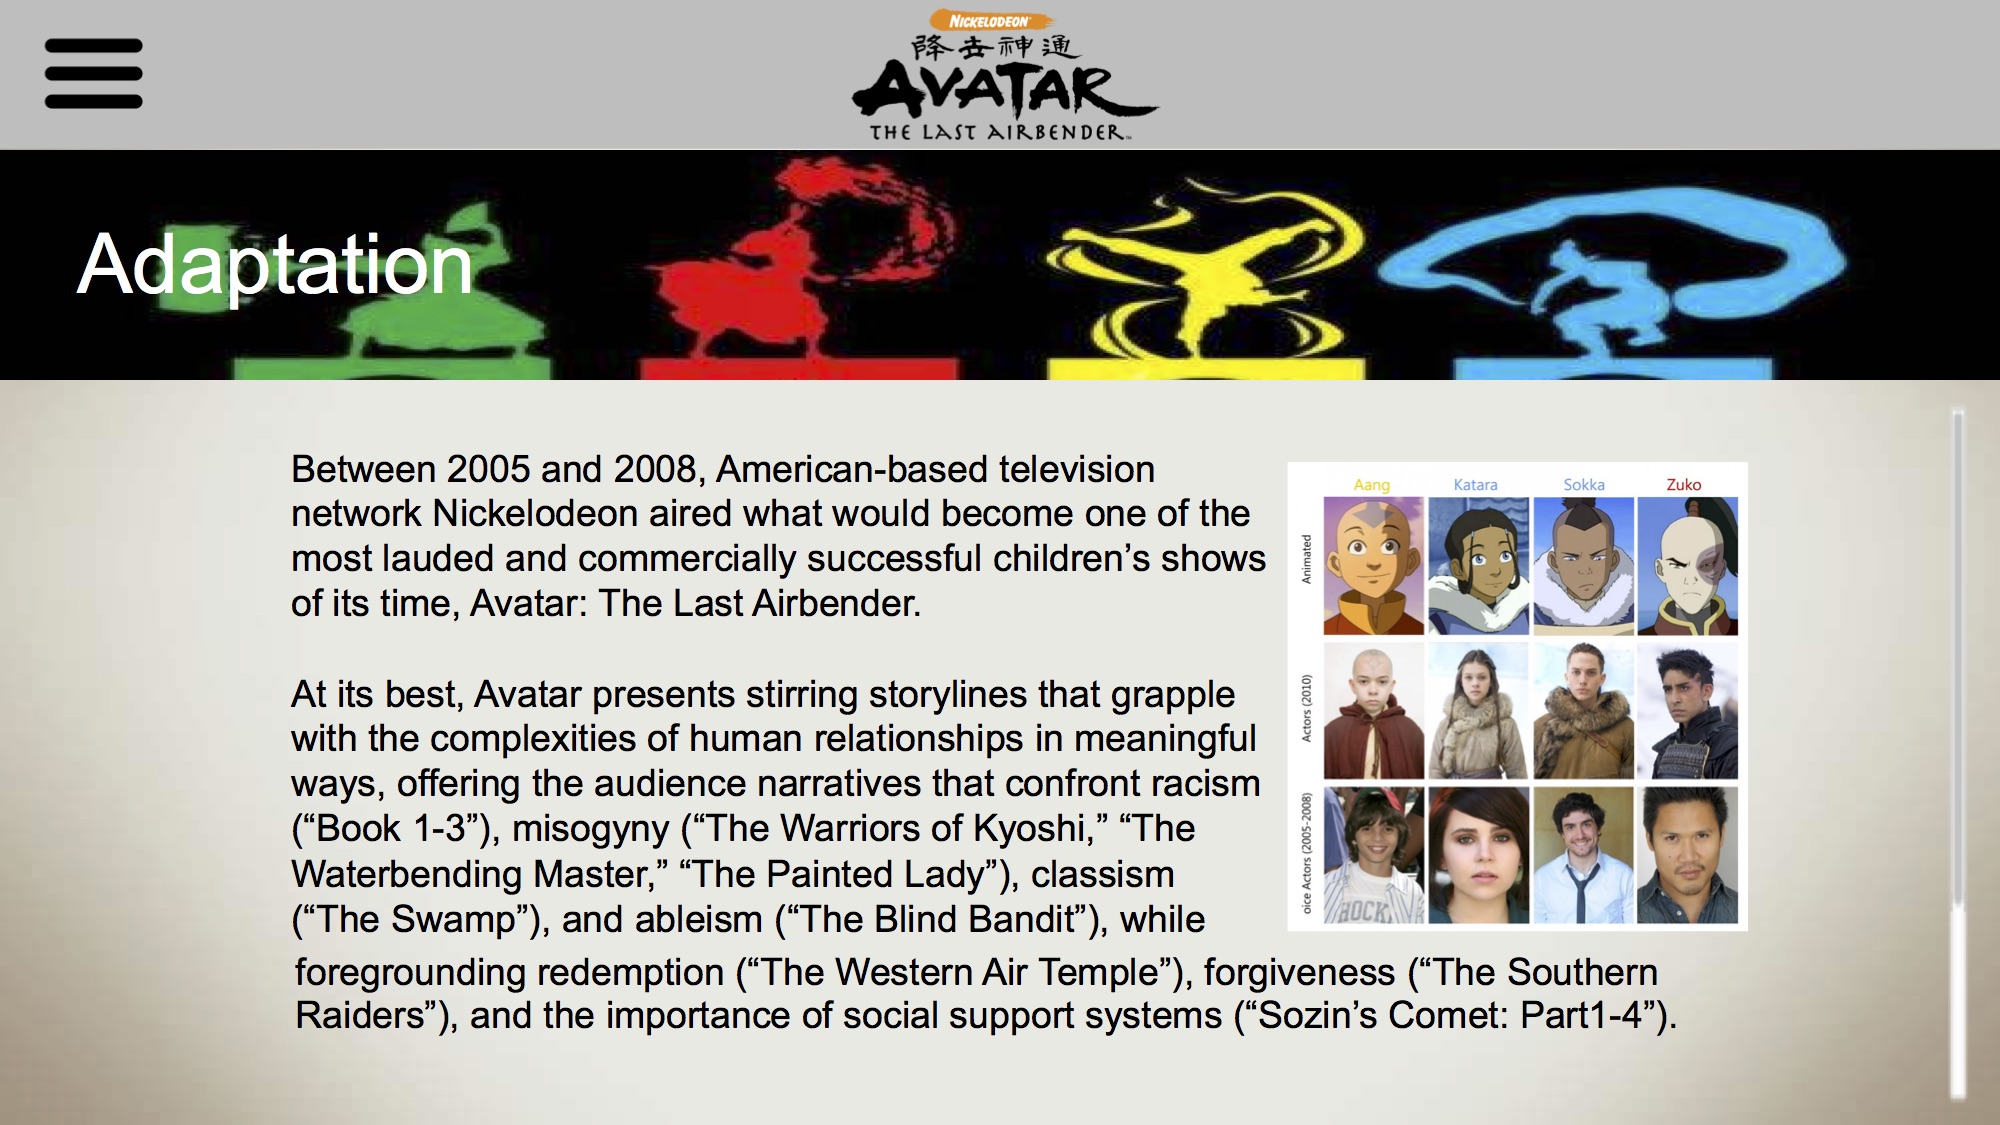 NICKELODEON
降去神通
AVATAR
THE LAST AIRBENDER™
Adaptation
Between 2005 and 2008, American-based television
network Nickelodeon aired what would become one of the
most lauded and commercially successful children’s shows
of its time, Avatar: The Last Airbender.
At its best, Avatar presents stirring storylines that grapple
with the complexities of human relationships in meaningful
ways, offering the audience narratives that confront racism
(“Book 1-3”), misogyny (“The Warriors of Kyoshi,” “The
Waterbending Master,” “The Painted Lady”), classism
(“The Swamp”), and ableism (“The Blind Bandit”), while
foregrounding redemption (“The Western Air Temple”), forgiveness (“The Southern
Raiders”), and the importance of social support systems (“Sozin’s Comet: Part1-4”).
Aang Katara Sokka Zuko
Animated
Actors (2010)
oice Actors (2005-2008)
HOCK